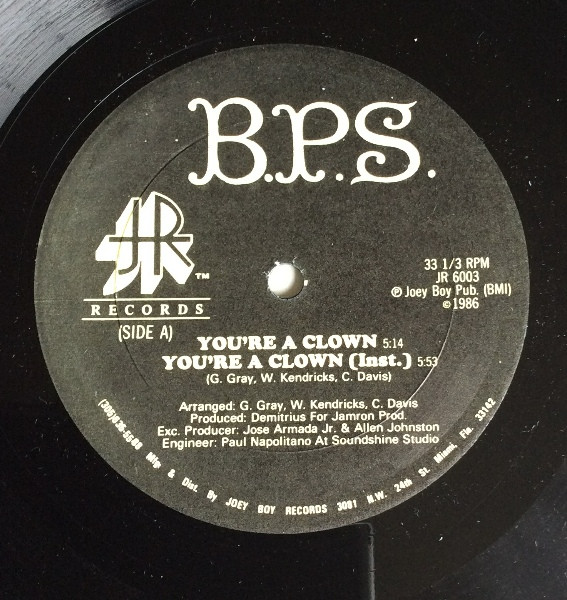 B.P.S.
JR ™
RECORDS
(SIDE A)
33 1/3 RPM
JR 6003
℗ Joey Boy Pub. (BMI)
© 1986
YOU'RE A CLOWN 5:14
YOU'RE A CLOWN (Inst.) 5:53
(G. Gray, W. Kendricks, C. Davis)
Arranged: G. Gray, W. Kendricks, C. Davis
Produced: Demitrius For Jamron Prod.
Exc. Producer: Jose Armada Jr. & Allen Johnston
Engineer: Paul Napolitano At Soundshine Studio
Mfg & Dist. By JOEY BOY RECORDS 3081 N.W. 24th St. Miami, Fla. 33142